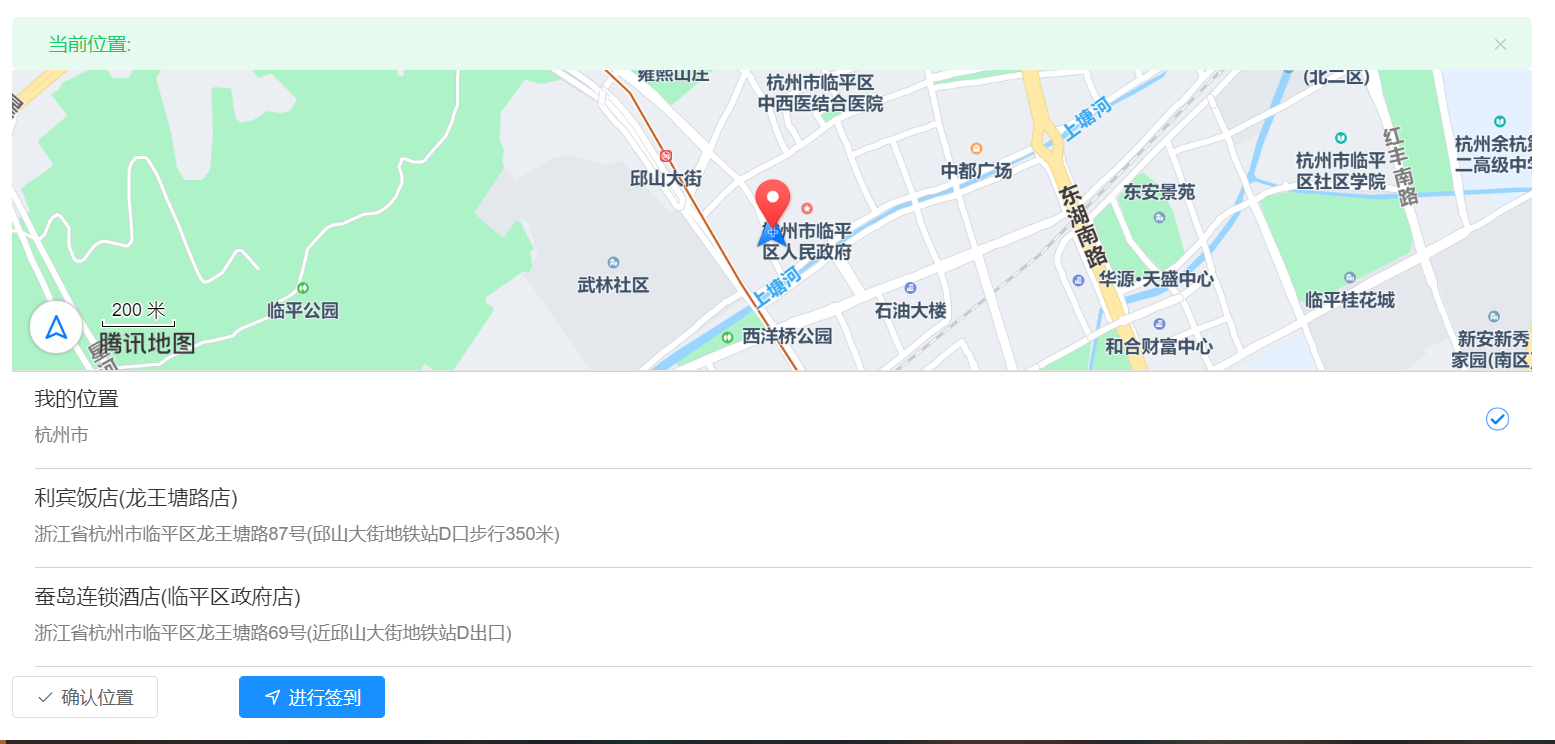 当前位置:
雍熙山庄
杭州市临平区
中西医结合医院
(北二区)
上塘河
中都广场
红丰南路
杭州市临平
区社区学院
杭州余杭第
二高级中学
邱山大街
东安景苑
东湖南路
杭州市临平
区人民政府
武林社区
上塘河
华源·天盛中心
临平公园
200 米
腾讯地图
星河
石油大楼
临平桂花城
西洋桥公园
和合财富中心
新安新秀
家园(南区)
我的位置
杭州市
利宾饭店(龙王塘路店)
浙江省杭州市临平区龙王塘路87号(邱山大街地铁站D口步行350米)
蚕岛连锁酒店(临平区政府店)
浙江省杭州市临平区龙王塘路69号(近邱山大街地铁站D出口)
确认位置
进行签到